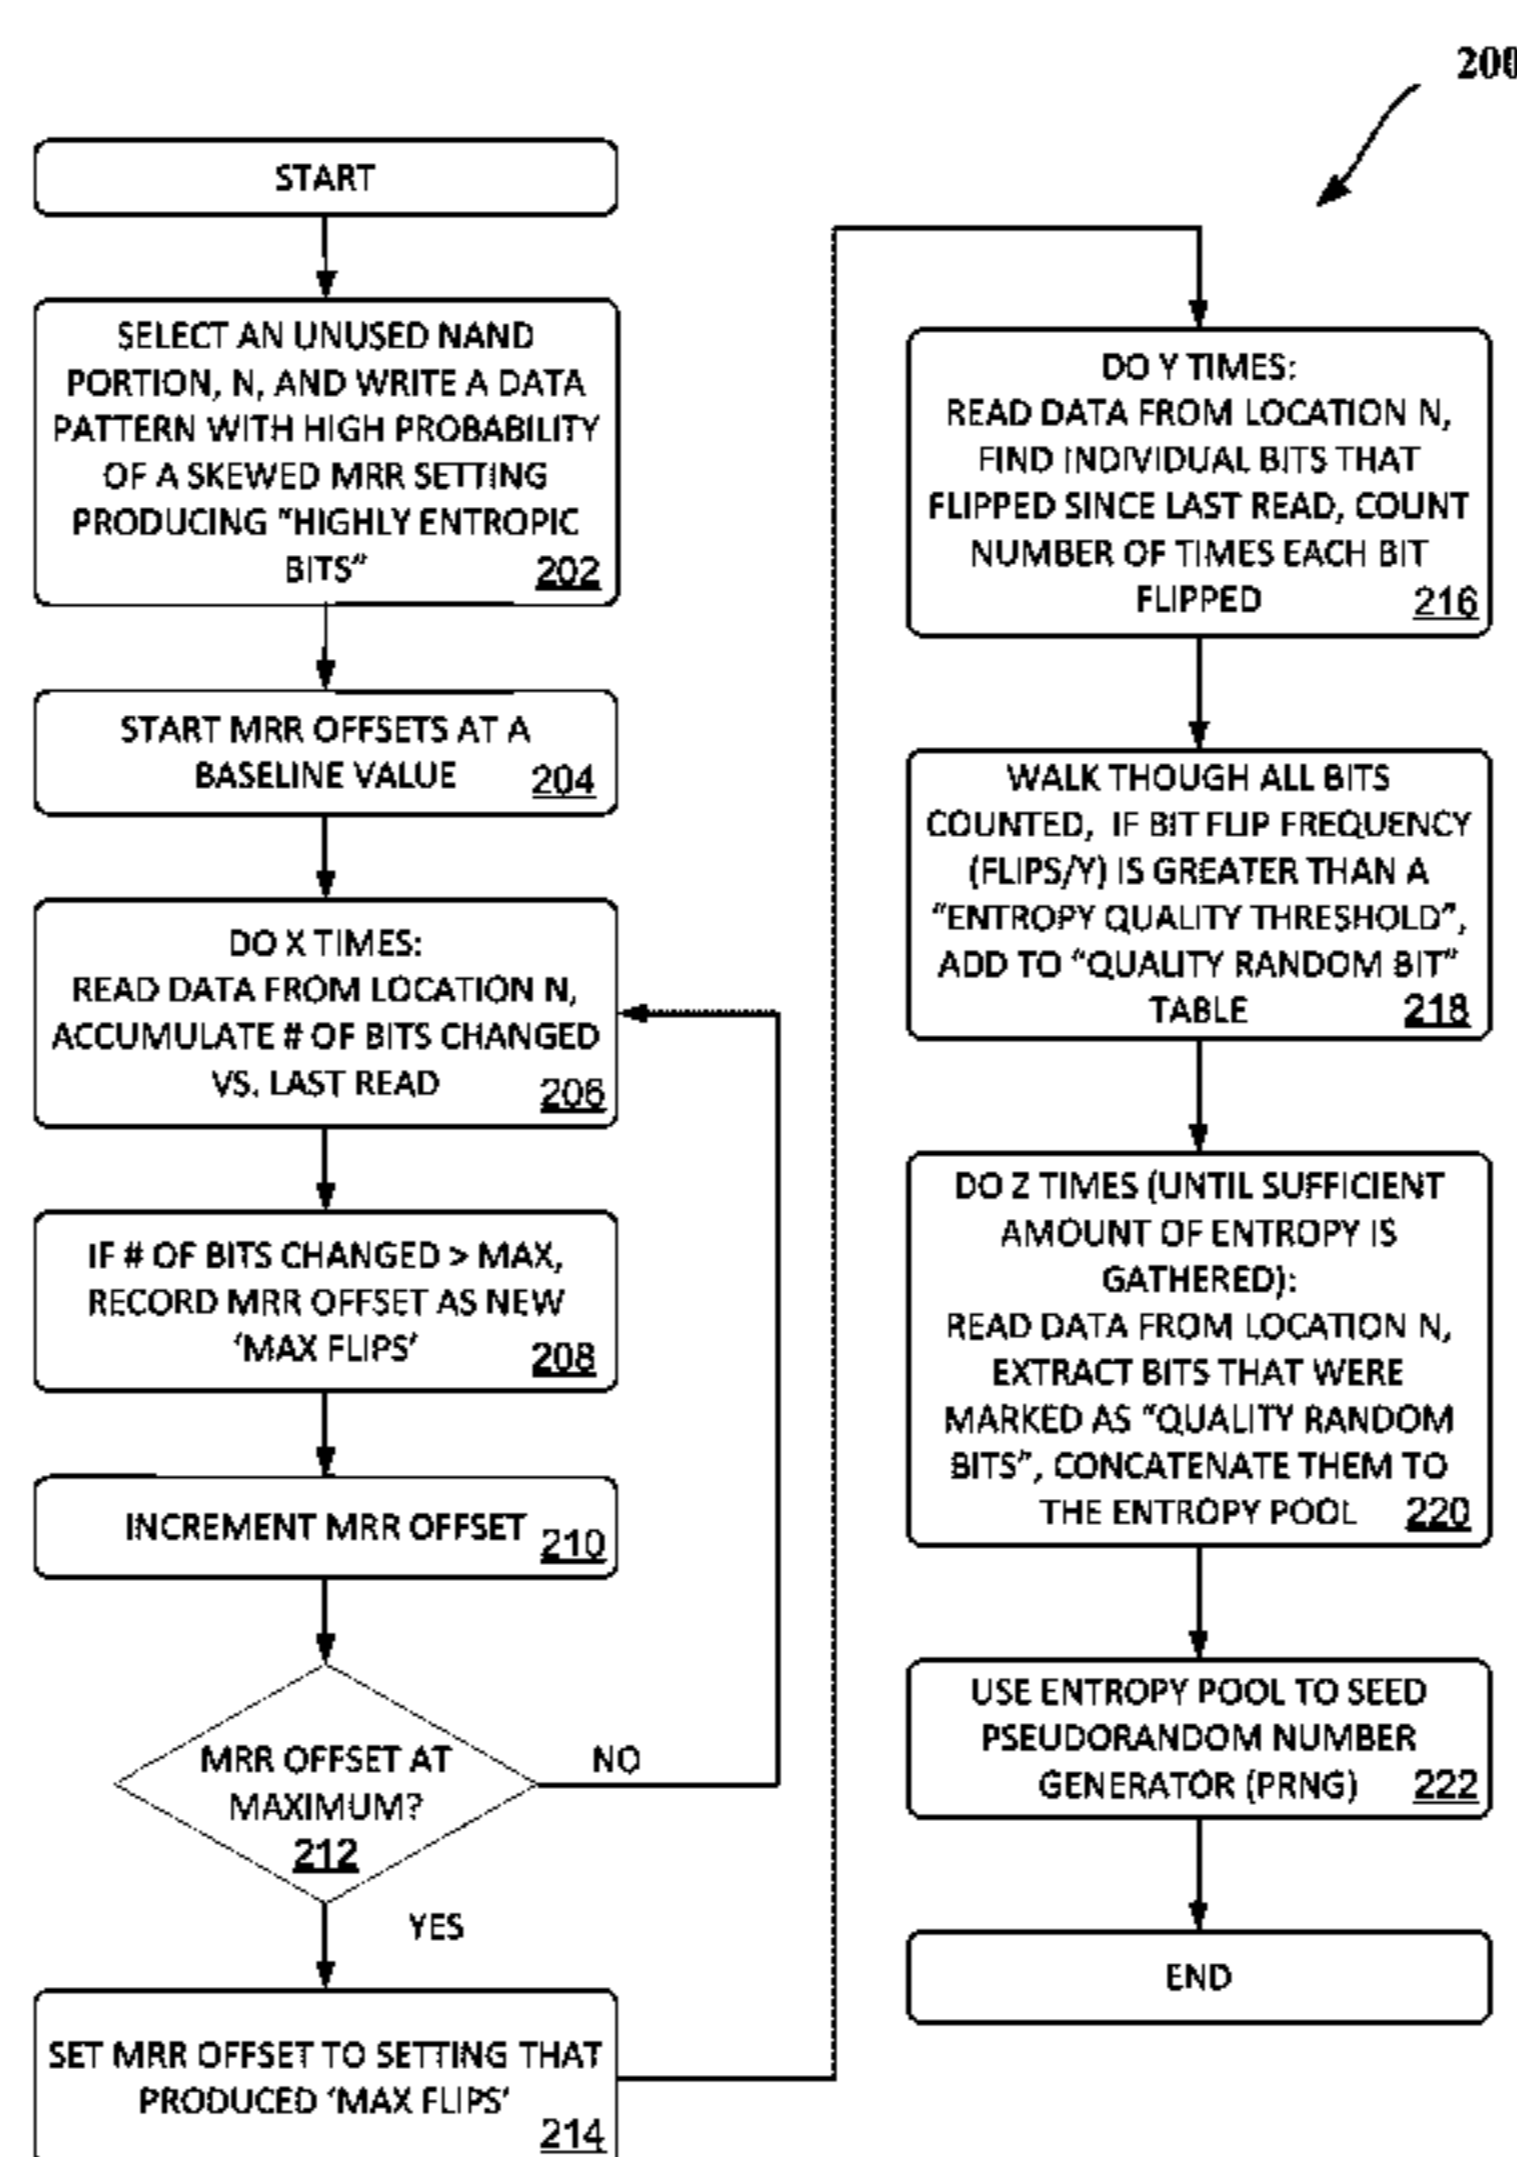 200
START
SELECT AN UNUSED NAND
PORTION, N, AND WRITE A DATA
PATTERN WITH HIGH PROBABILITY
OF A SKEWED MRR SETTING
PRODUCING "HIGHLY ENTROPIC
BITS" 202
START MRR OFFSETS AT A
BASELINE VALUE 204
DO X TIMES:
READ DATA FROM LOCATION N,
ACCUMULATE # OF BITS CHANGED
VS. LAST READ 206
IF # OF BITS CHANGED > MAX,
RECORD MRR OFFSET AS NEW
'MAX FLIPS' 208
INCREMENT MRR OFFSET 210
MRR OFFSET AT
MAXIMUM?
212
NO
YES
SET MRR OFFSET TO SETTING THAT
PRODUCED 'MAX FLIPS'
214
DO Y TIMES:
READ DATA FROM LOCATION N,
FIND INDIVIDUAL BITS THAT
FLIPPED SINCE LAST READ, COUNT
NUMBER OF TIMES EACH BIT
FLIPPED 216
WALK THOUGH ALL BITS
COUNTED, IF BIT FLIP FREQUENCY
(FLIPS/Y) IS GREATER THAN A
"ENTROPY QUALITY THRESHOLD",
ADD TO "QUALITY RANDOM BIT"
TABLE 218
DO Z TIMES (UNTIL SUFFICIENT
AMOUNT OF ENTROPY IS
GATHERED):
READ DATA FROM LOCATION N,
EXTRACT BITS THAT WERE
MARKED AS "QUALITY RANDOM
BITS", CONCATENATE THEM TO
THE ENTROPY POOL 220
USE ENTROPY POOL TO SEED
PSEUDORANDOM NUMBER
GENERATOR (PRNG) 222
END